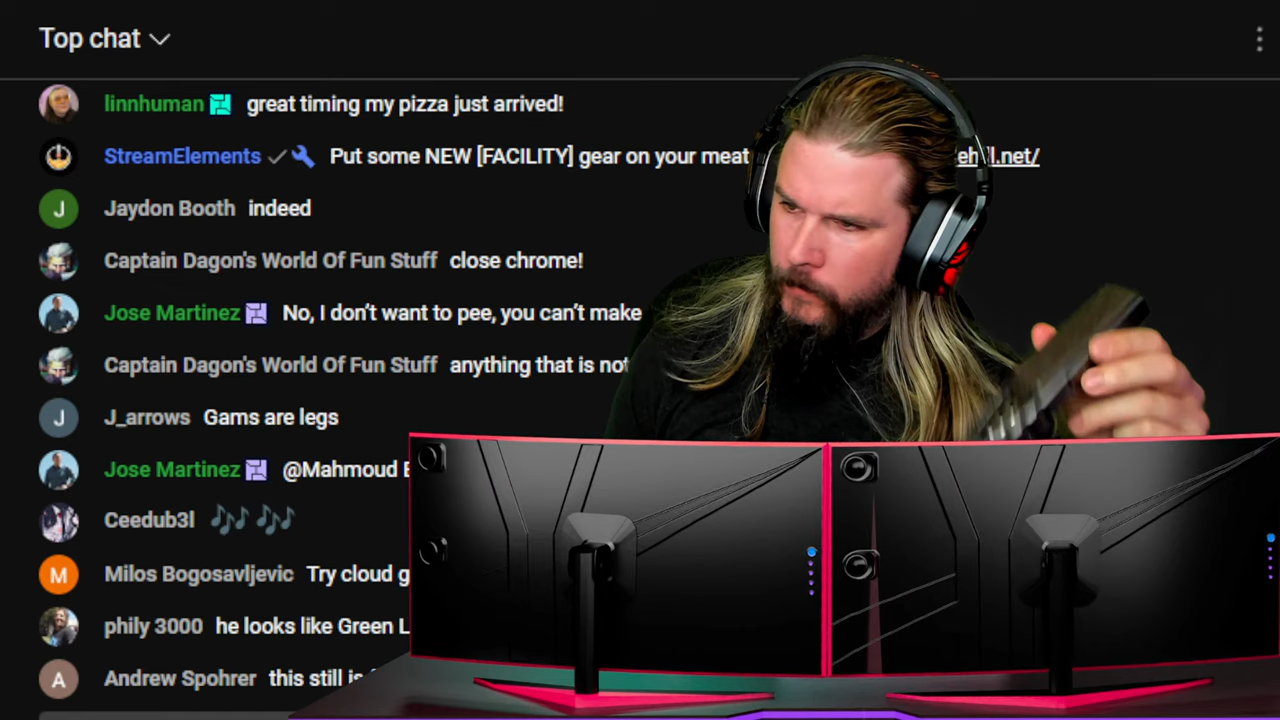 Top chat
linnhuman great timing my pizza just arrived!
StreamElements Put some NEW [FACILITY] gear on your meat .net/
Jaydon Booth indeed
Captain Dagon's World Of Fun Stuff close chrome!
Jose Martinez No, I don't want to pee, you can't make
Captain Dagon's World Of Fun Stuff anything that is not
J J_arrows Gams are legs
Jose Martinez @Mahmoud
Ceedub3l 🎶 🎶
M Milos Bogosavljevic Try cloud
phily 3000 he looks like Green
A Andrew Spohrer this still is